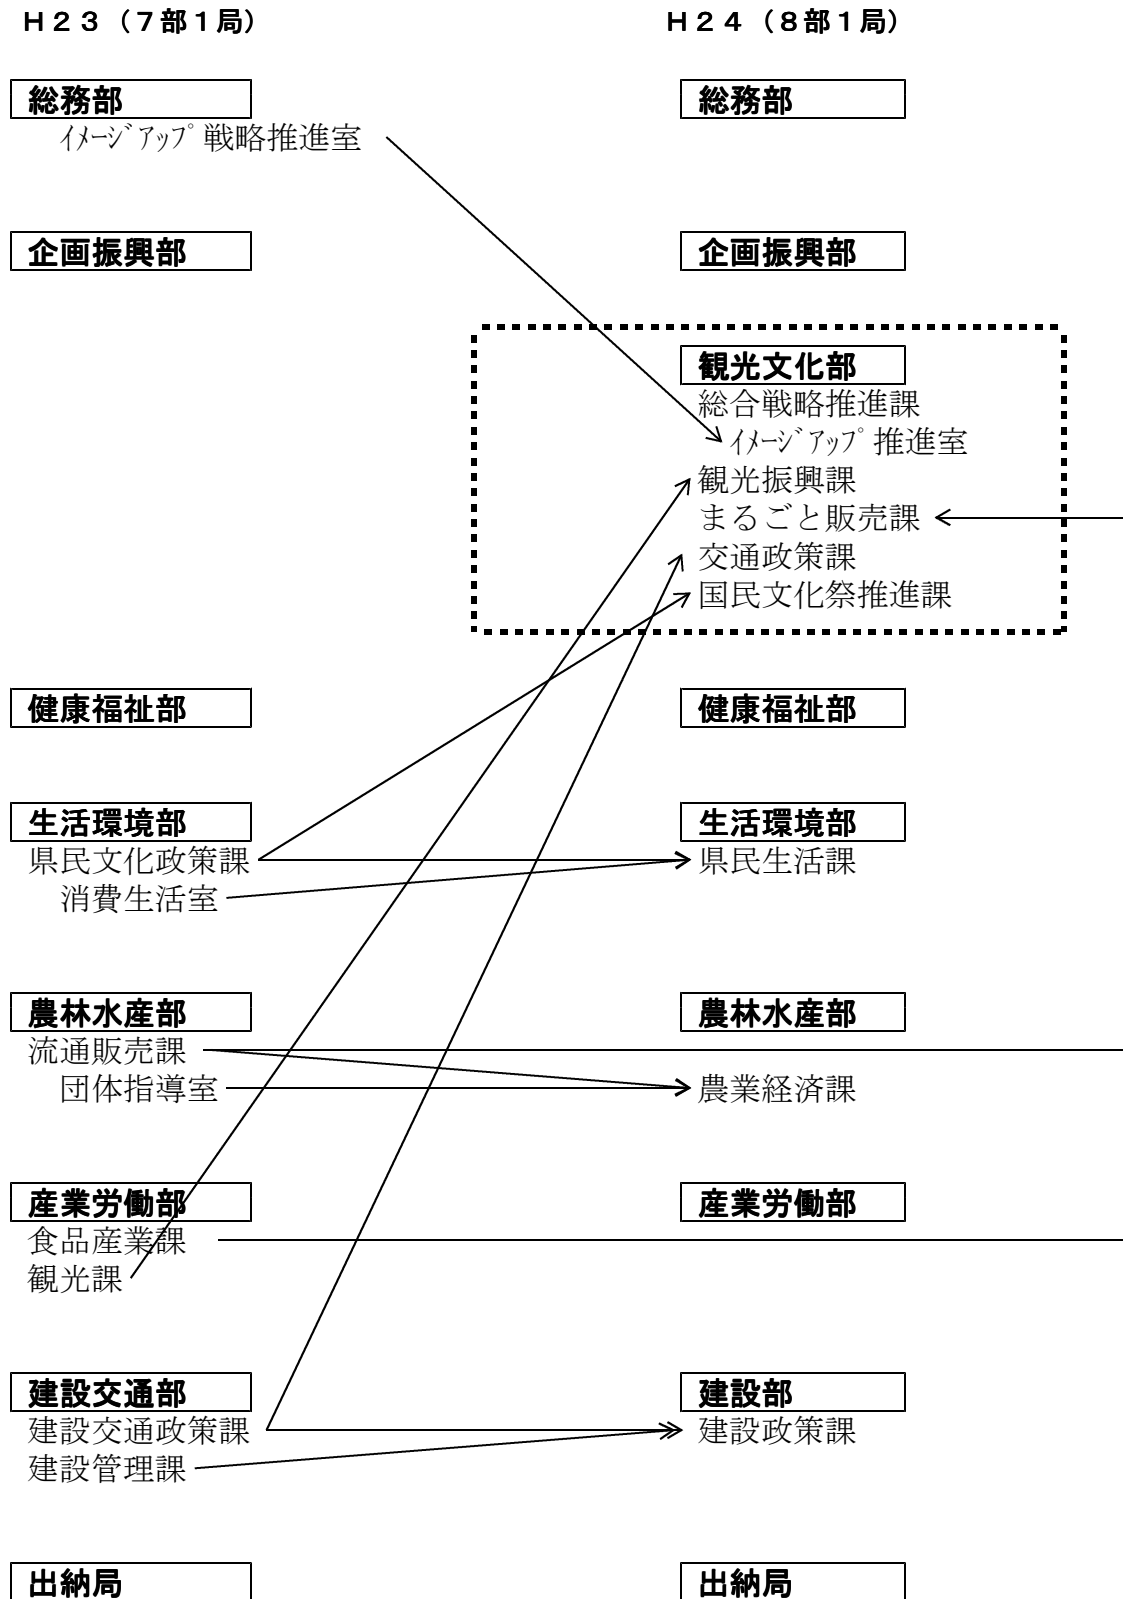 H23（7部1局）
総務部
イメージアップ戦略推進室
企画振興部
健康福祉部
生活環境部
県民文化政策課
消費生活室
農林水産部
流通販売課
団体指導室
産業労働部
食品産業課
観光課
建設交通部
建設交通政策課
建設管理課
出納局
H24（8部1局）
総務部
企画振興部
観光文化部
総合戦略推進課
イメージアップ推進室
観光振興課
まるごと販売課
交通政策課
国民文化祭推進課
健康福祉部
生活環境部
県民生活課
農林水産部
農業経済課
産業労働部
建設部
建設政策課
出納局